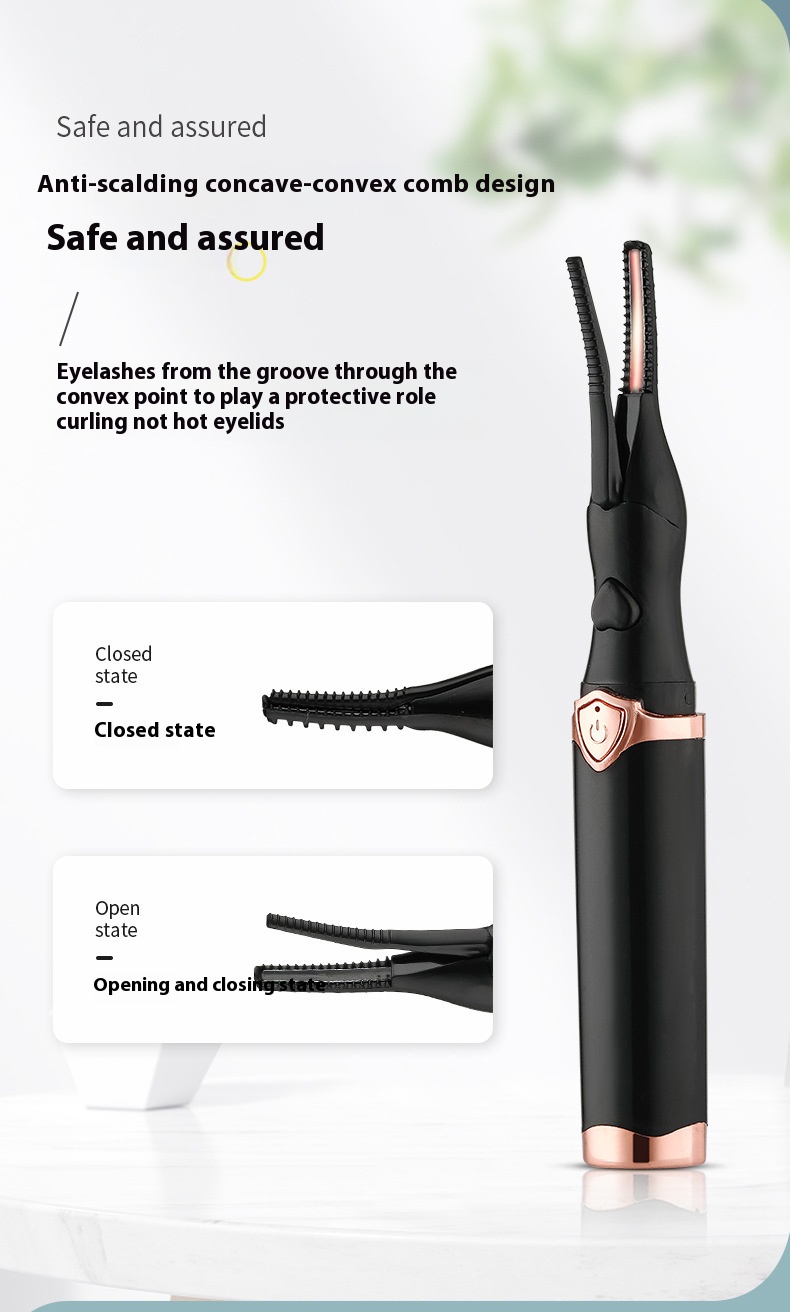 Safe and assured
Anti-scalding concave-convex comb design
Safe and assured
Eyelashes from the groove through the
convex point to play a protective role
curling not hot eyelids
Closed
state
Closed state
Open
state
Opening and closing state